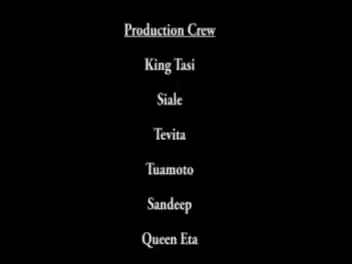 Production Crew
King Tasi
Siale
Tevita
Tuamoto
Sandeep
Queen Eta